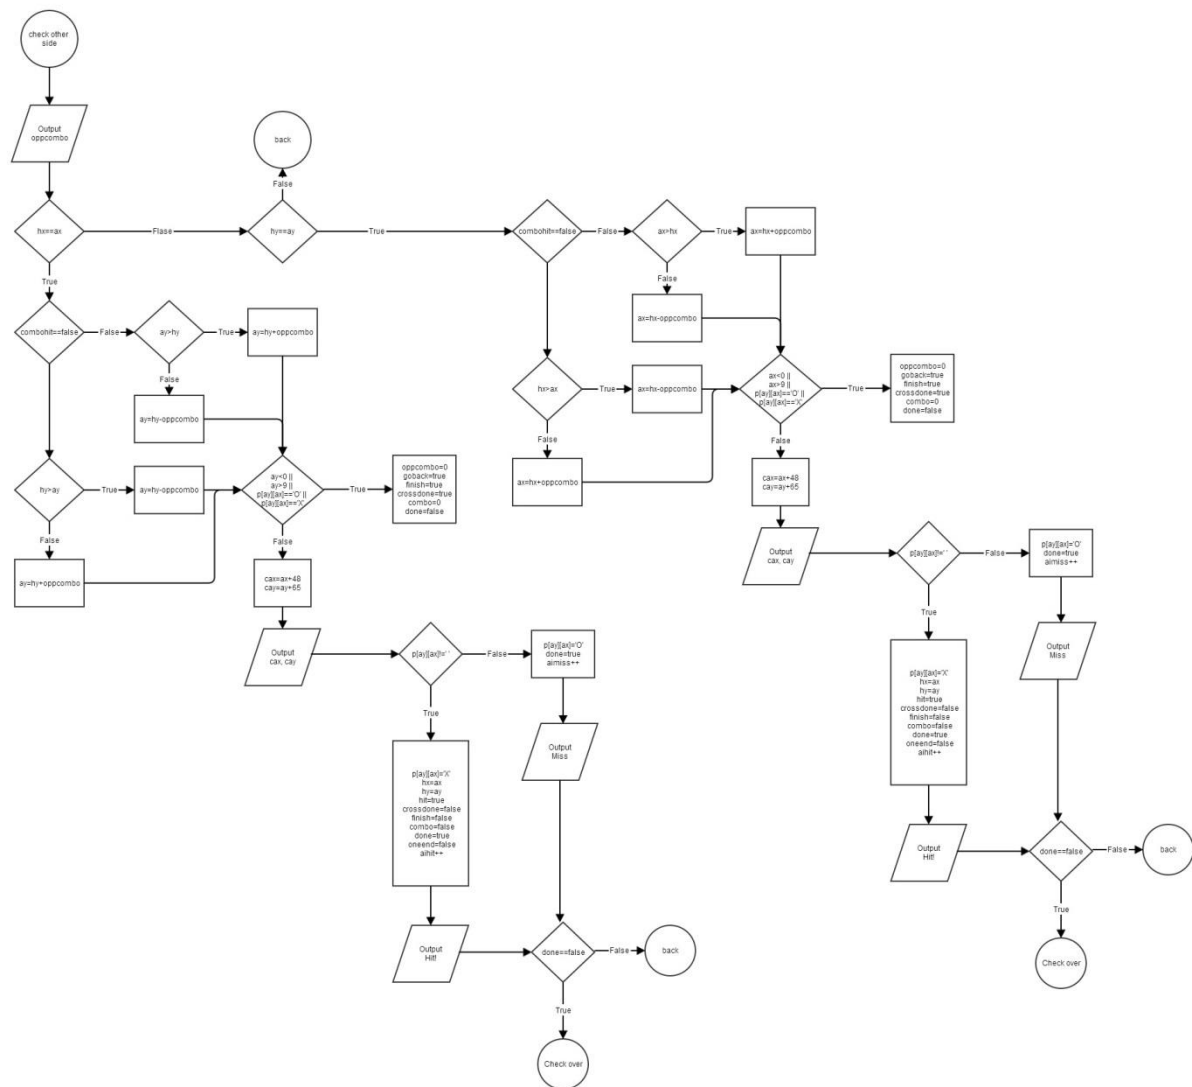 check other
side
Output
oppcombo
back
False
hx==ax
Flase
hy==ay
True
combohit==false
False
ax>hx
True
ax=hx+oppcombo
True
False
ax=hx-oppcombo
combohit==false
False
ay>hy
True
ay=hy+oppcombo
False
ay=hy-oppcombo
hx>ax
True
ax=hx-oppcombo
ax<0 ||
ax>9 ||
p[ay][ax]=='O' ||
p[ay][ax]=='X'
True
oppcombo=0
goback=true
finish=true
crossdone=true
combo=0
done=false
False
ax=hx+oppcombo
False
cax=ax+48
cay=ay+65
hy>ay
True
ay=hy-oppcombo
ay<0 ||
ay>9 ||
p[ay][ax]=='O' ||
p[ay][ax]=='X'
True
oppcombo=0
goback=true
finish=true
crossdone=true
combo=0
done=false
False
ay=hy+oppcombo
False
cax=ax+48
cay=ay+65
Output
cax, cay
p[ay][ax]!=' '
False
p[ay][ax]='O'
done=true
aimiss++
True
Output
Miss
p[ay][ax]='X'
hx=ax
hy=ay
hit=true
crossdone=false
finish=false
combo=false
done=true
oneend=false
aihit++
Output
Hit!
done==false
False
back
True
Check over
Output
cax, cay
p[ay][ax]!=' '
False
p[ay][ax]='O'
done=true
aimiss++
True
Output
Miss
p[ay][ax]='X'
hx=ax
hy=ay
hit=true
crossdone=false
finish=false
combo=false
done=true
oneend=false
aihit++
Output
Hit!
done==false
False
back
True
Check over